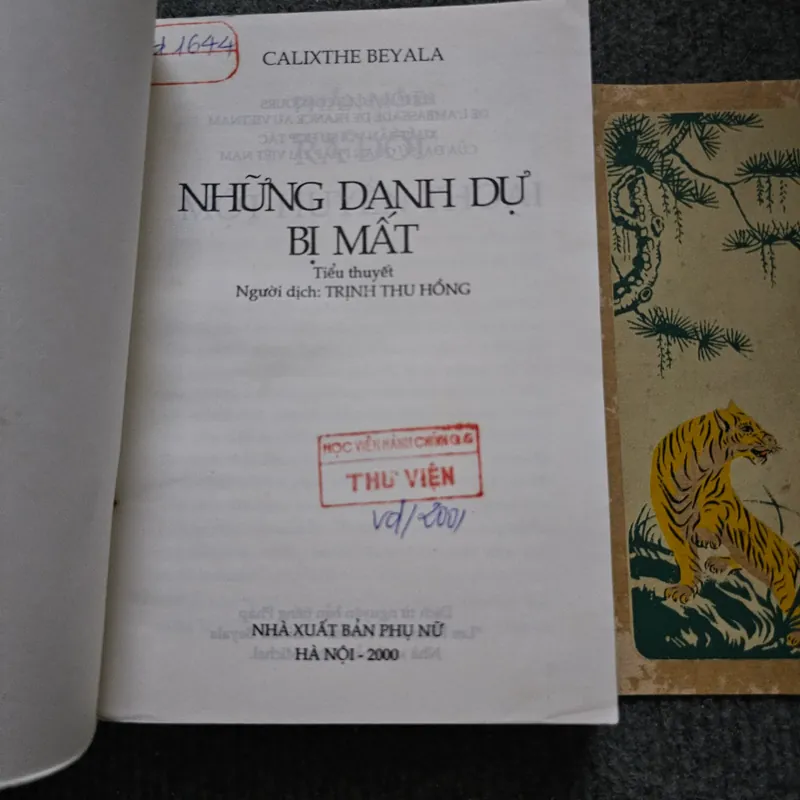 1644
CALIXTHE BEYALA
NHỮNG DANH DỰ
BỊ MẤT
Tiểu thuyết
Người dịch: TRỊNH THU HỒNG
HỌC VIỆN HÀNH CHÍNH Q.G
THƯ VIỆN
vd/2001
NHÀ XUẤT BẢN PHỤ NỮ
HÀ NỘI - 2000